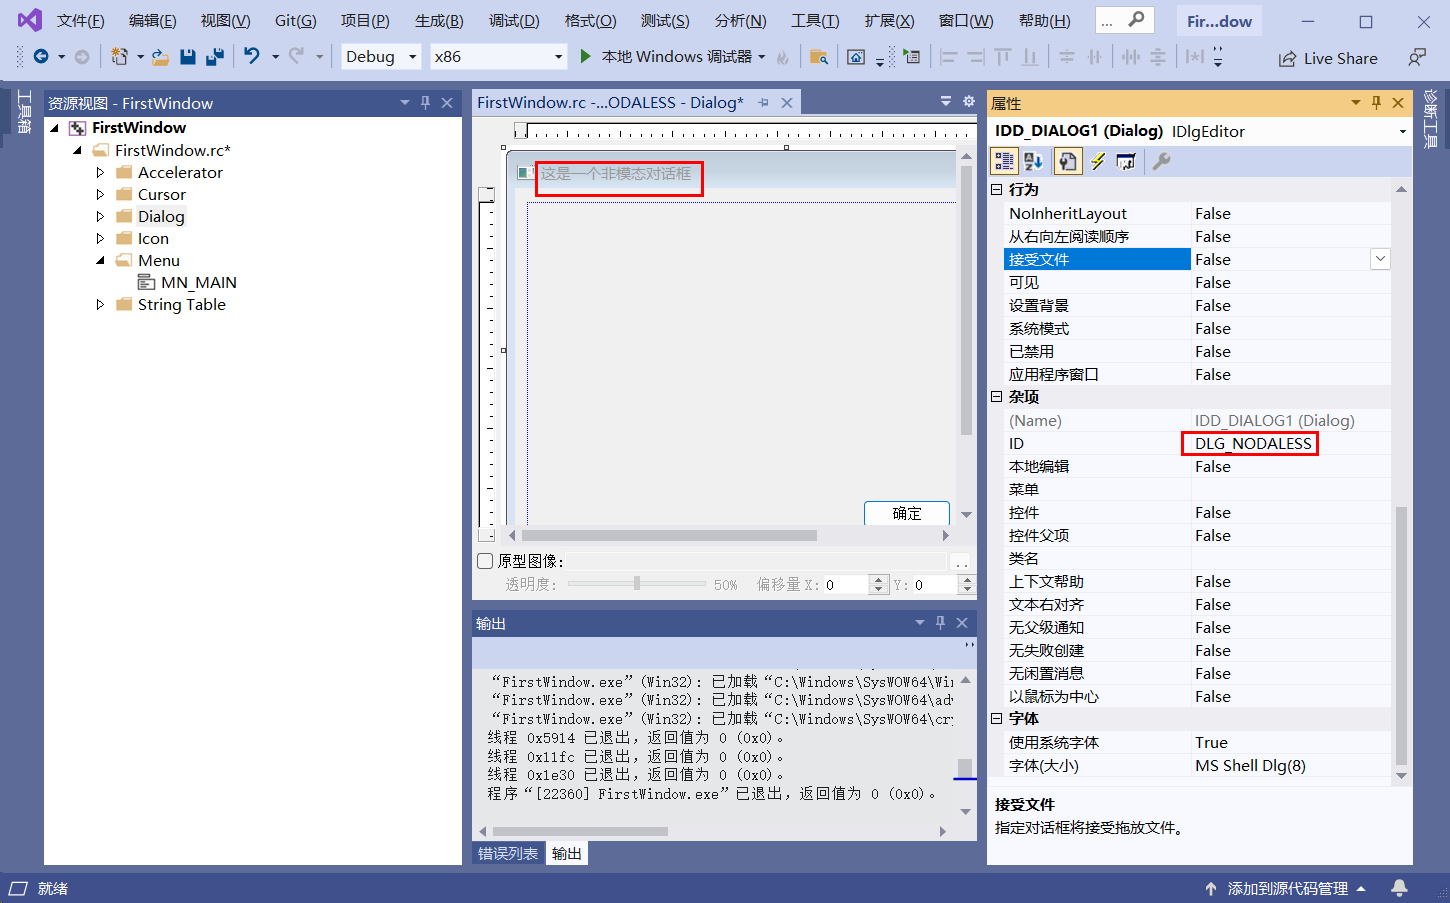 文件(F) 编辑(E) 视图(V) Git(G) 项目(P) 生成(B) 调试(D) 格式(O) 测试(S) 分析(N) 工具(T) 扩展(X) 窗口(W) 帮助(H) ... Fir...dow
Debug x86 本地 Windows 调试器 Live Share
工具箱
资源视图 - FirstWindow
FirstWindow
FirstWindow.rc*
Accelerator
Cursor
Dialog
Icon
Menu
MN_MAIN
String Table
FirstWindow.rc -...ODALESS - Dialog*
这是一个非模态对话框
确定
原型图像: ..
透明度: 50% 偏移量 X: 0 Y: 0
输出
“FirstWindow.exe” (Win32): 已加载 “C:\Windows\SysWOW64\Win
“FirstWindow.exe” (Win32): 已加载 “C:\Windows\SysWOW64\adv
“FirstWindow.exe” (Win32): 已加载 “C:\Windows\SysWOW64\cry
线程 0x5914 已退出，返回值为 0 (0x0)。
线程 0x11fc 已退出，返回值为 0 (0x0)。
线程 0x1e30 已退出，返回值为 0 (0x0)。
程序 “[22360] FirstWindow.exe” 已退出，返回值为 0 (0x0)。
错误列表 输出
属性
IDD_DIALOG1 (Dialog) IDlgEditor
行为
NoInheritLayout False
从右向左阅读顺序 False
接受文件 False
可见 False
设置背景 False
系统模式 False
已禁用 False
应用程序窗口 False
杂项
(Name) IDD_DIALOG1 (Dialog)
ID DLG_NODALESS
本地编辑 False
菜单
控件 False
控件父项 False
类名
上下文帮助 False
文本右对齐 False
无父级通知 False
无失败创建 False
无闲置消息 False
以鼠标为中心 False
字体
使用系统字体 True
字体(大小) MS Shell Dlg(8)
接受文件
指定对话框将接受拖放文件。
诊断工具
就绪 添加到源代码管理